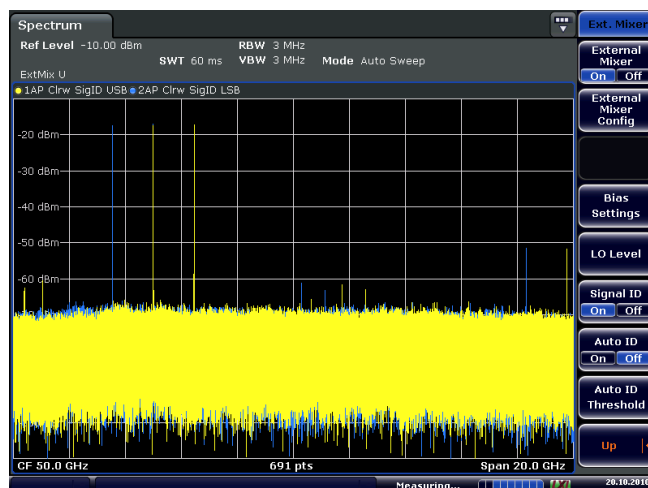 Spectrum
Ext. Mixer
Ref Level -10.00 dBm RBW 3 MHz
SWT 60 ms VBW 3 MHz Mode Auto Sweep
ExtMix U
1AP Clrw SigID USB 2AP Clrw SigID LSB
-20 dBm
-30 dBm
-40 dBm
-50 dBm
-60 dBm
CF 50.0 GHz 691 pts Span 20.0 GHz
Measuring...
External
Mixer
On Off
External
Mixer
Config
Bias
Settings
LO Level
Signal ID
On Off
Auto ID
On Off
Auto ID
Threshold
Up
20.10.2010